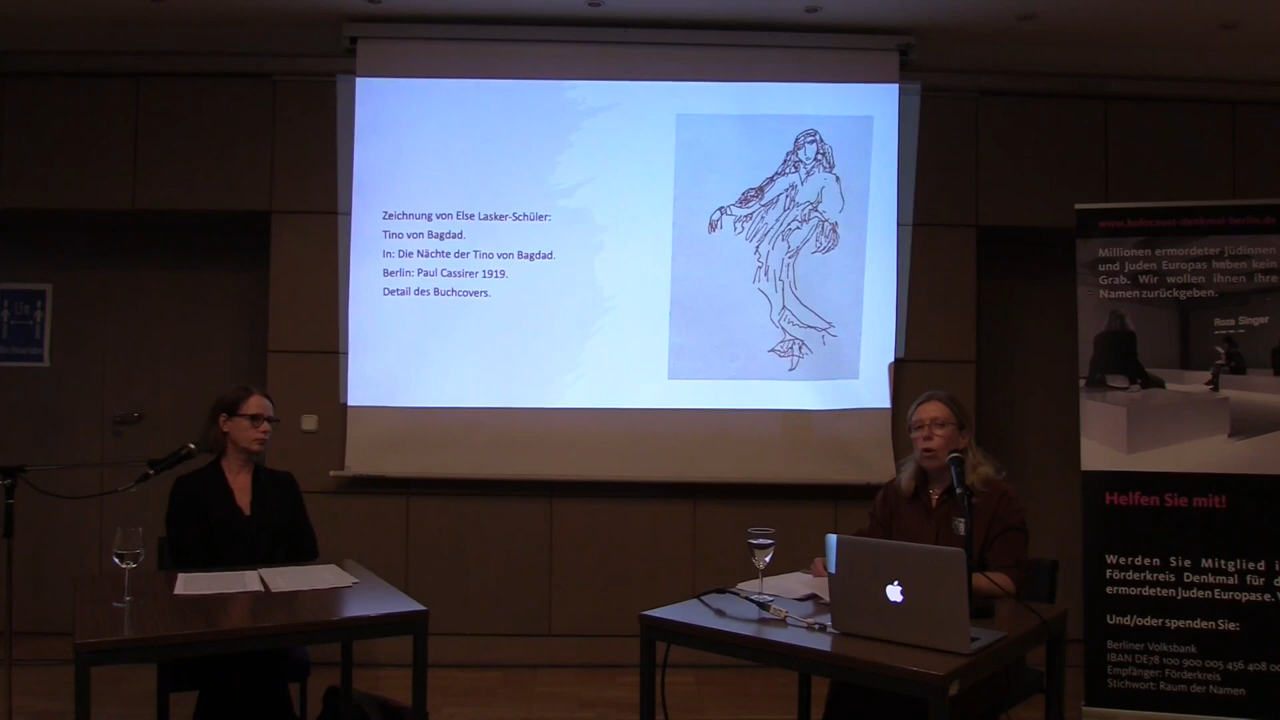 Zeichnung von Else Lasker-Schüler:
Tino von Bagdad.
In: Die Nächte der Tino von Bagdad.
Berlin: Paul Cassirer 1919.
Detail des Buchcovers.
www.holocaust-denkmal-berlin.de
Millionen ermordeter Jüdinnen
und Juden Europas haben kein
Grab. Wir wollen ihnen ihre
Namen zurückgeben.
Roza Singer
Helfen Sie mit!
Werden Sie Mitglied i
Förderkreis Denkmal für d
ermordeten Juden Europas e.
Und/oder spenden Sie:
Berliner Volksbank
IBAN DE78 100 900 005 456 408 00
Empfänger: Förderkreis
Stichwort: Raum der Namen